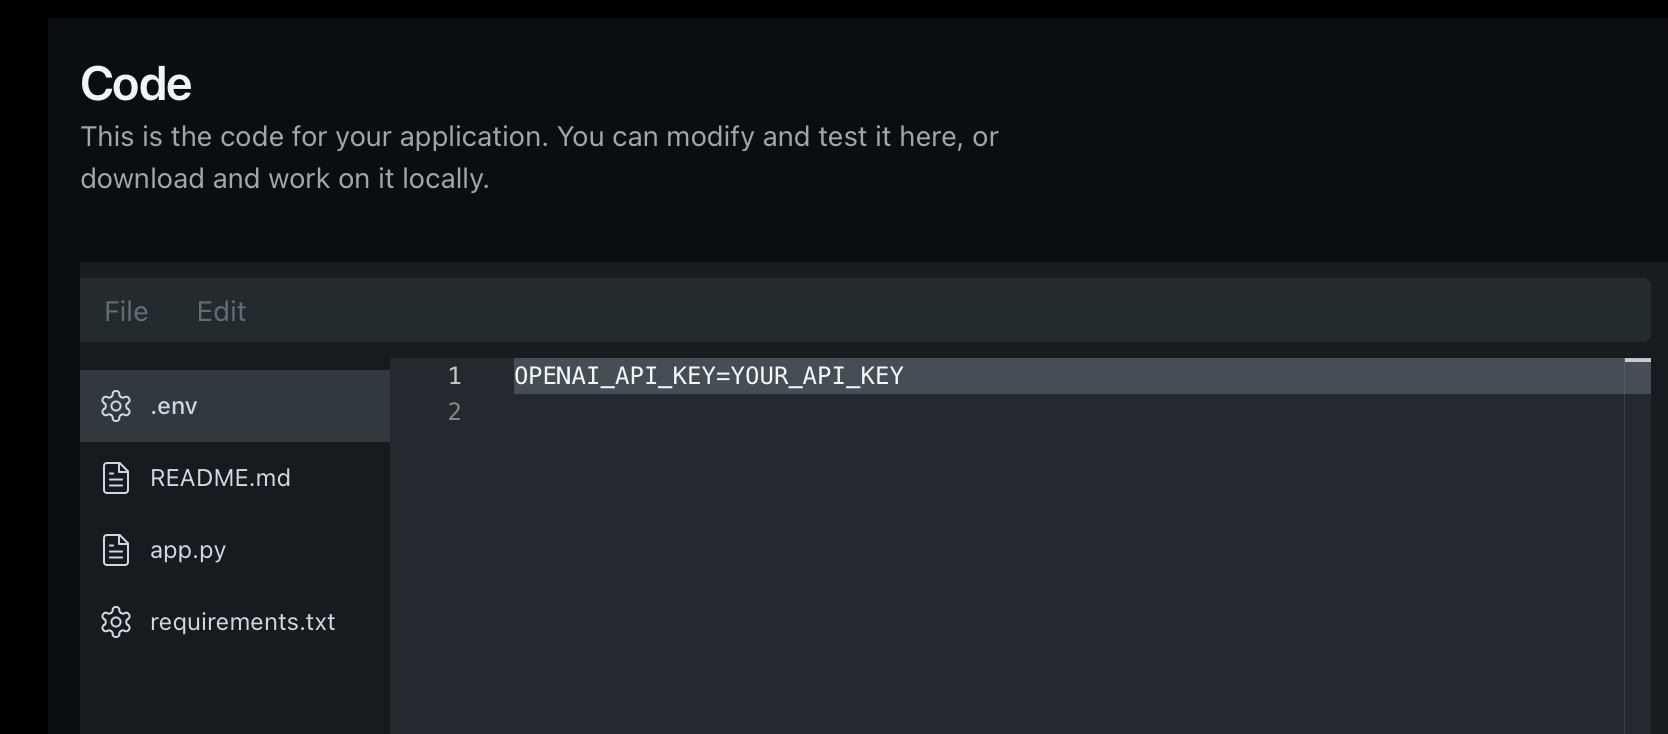 Code
This is the code for your application. You can modify and test it here, or
download and work on it locally.
File Edit
.env
README.md
app.py
requirements.txt
1 OPENAI_API_KEY=YOUR_API_KEY
2